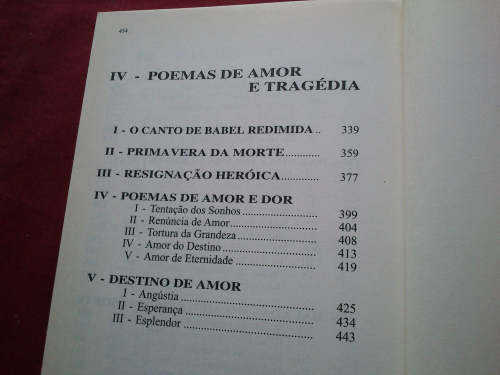 454
IV - POEMAS DE AMOR
E TRAGÉDIA
I - O CANTO DE BABEL REDIMIDA .. 339
II - PRIMAVERA DA MORTE ............ 359
III - RESIGNAÇÃO HERÓICA .............. 377
IV - POEMAS DE AMOR E DOR
I - Tentação dos Sonhos ...................... 399
II - Renúncia de Amor ......................... 404
III - Tortura da Grandeza ...................... 408
IV - Amor do Destino ........................... 413
V - Amor de Eternidade ....................... 419
V - DESTINO DE AMOR
I - Angústia ........................................ 425
II - Esperança ...................................... 434
III - Esplendor ...................................... 443